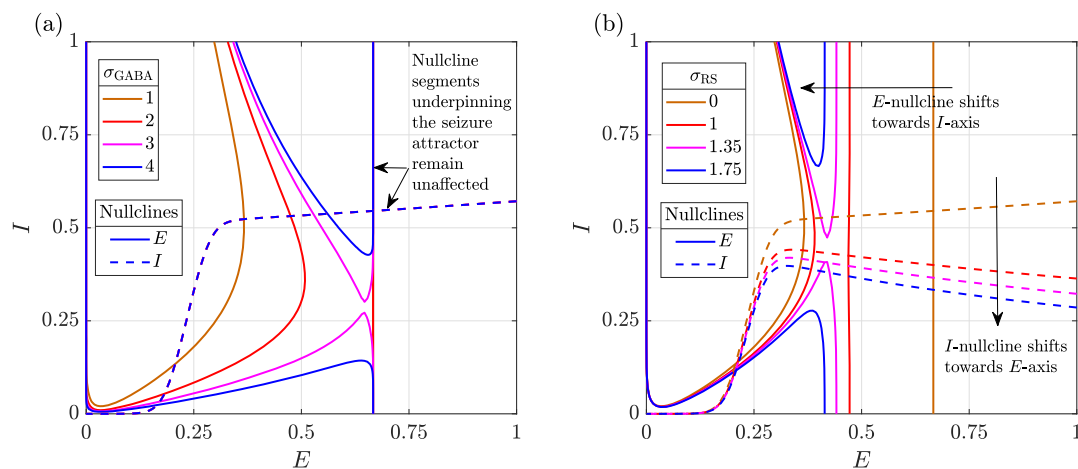 (a)
1
0.75
0.5
0.25
0
I
0
0.25
0.5
0.75
1
E
σGABA
1
2
3
4
Nullclines
E
I
Nullcline
segments
underpinning
the seizure
attractor
remain
unaffected
(b)
1
0.75
0.5
0.25
0
I
0
0.25
0.5
0.75
1
E
σRS
0
1
1.35
1.75
Nullclines
E
I
E-nullcline shifts
towards I-axis
I-nullcline shifts
towards E-axis